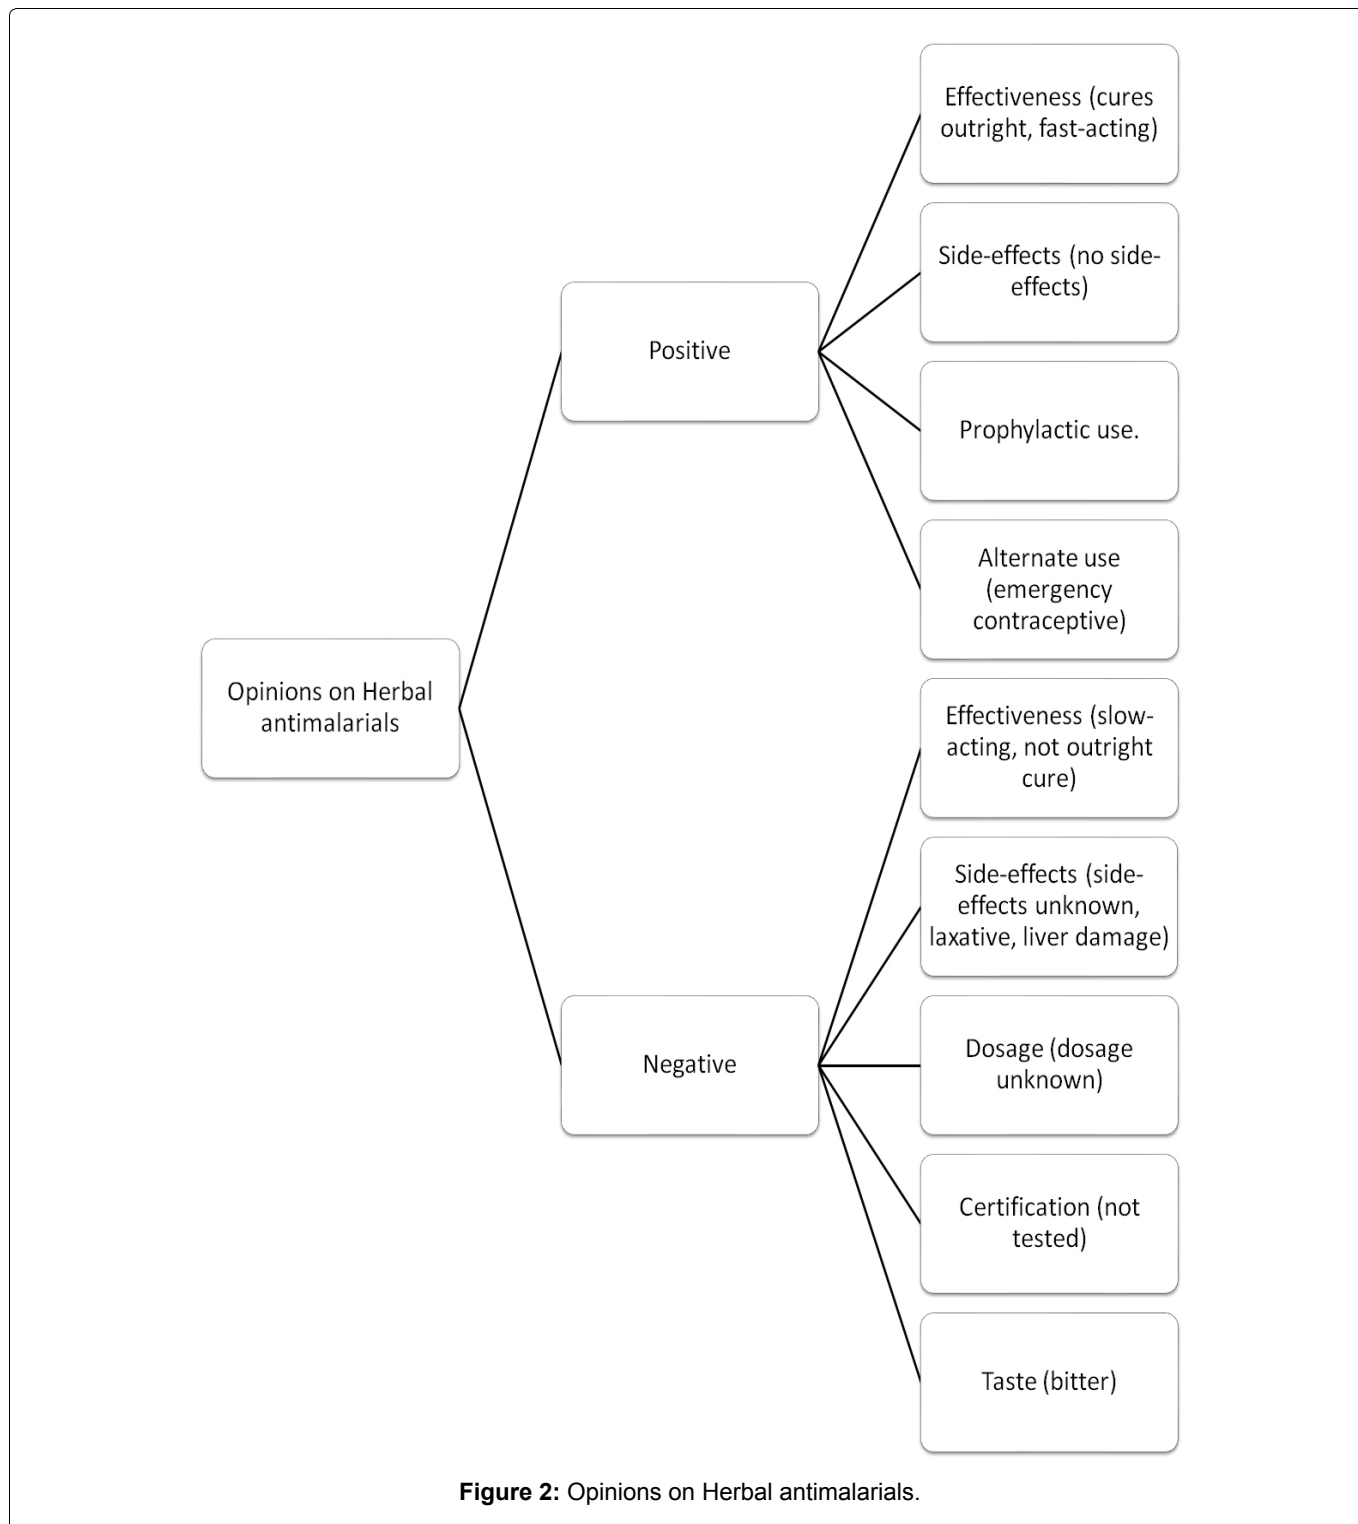 Effectiveness (cures
outright, fast-acting)
Side-effects (no side-
effects)
Positive
Prophylactic use.
Alternate use
(emergency
contraceptive)
Opinions on Herbal
antimalarials
Effectiveness (slow-
acting, not outright
cure)
Side-effects (side-
effects unknown,
laxative, liver damage)
Negative
Dosage (dosage
unknown)
Certification (not
tested)
Taste (bitter)
Figure 2: Opinions on Herbal antimalarials.